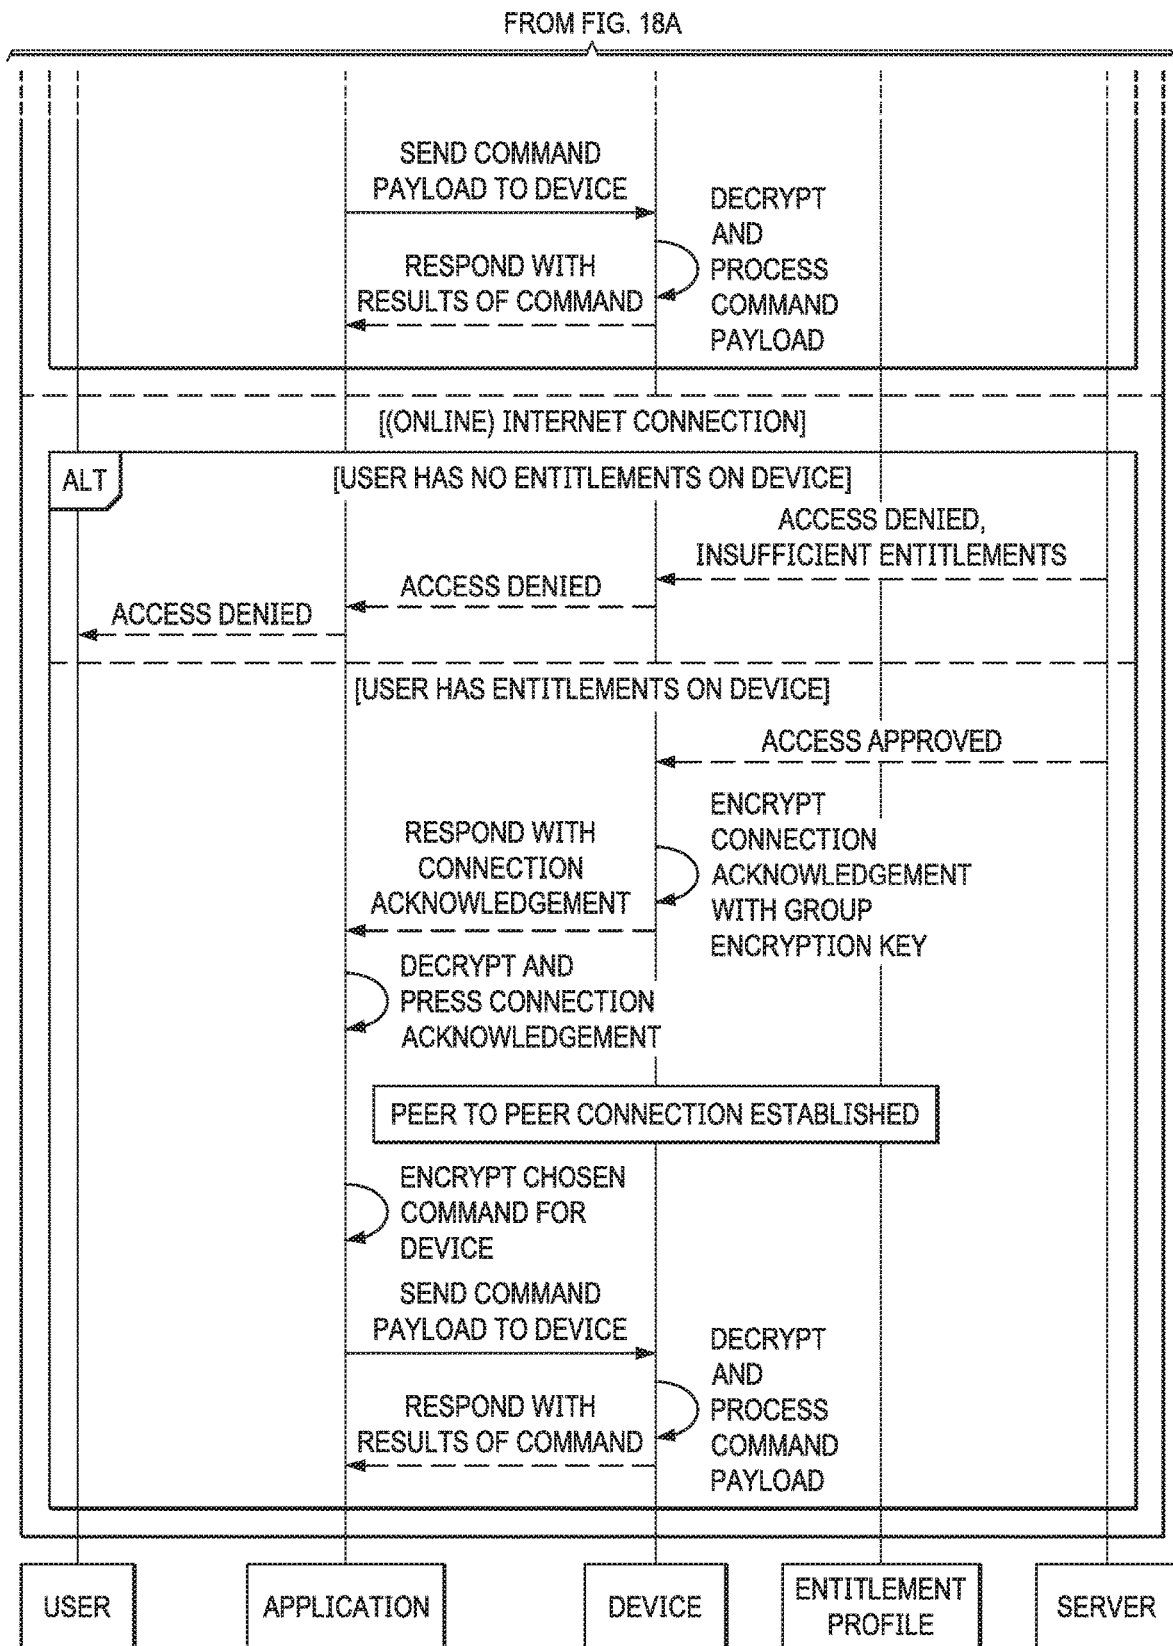 FROM FIG. 18A
SEND COMMAND
PAYLOAD TO DEVICE
DECRYPT
AND
PROCESS
COMMAND
PAYLOAD
RESPOND WITH
RESULTS OF COMMAND
[(ONLINE) INTERNET CONNECTION]
ALT
[USER HAS NO ENTITLEMENTS ON DEVICE]
ACCESS DENIED,
INSUFFICIENT ENTITLEMENTS
ACCESS DENIED
ACCESS DENIED
[USER HAS ENTITLEMENTS ON DEVICE]
ACCESS APPROVED
ENCRYPT
CONNECTION
ACKNOWLEDGEMENT
WITH GROUP
ENCRYPTION KEY
RESPOND WITH
CONNECTION
ACKNOWLEDGEMENT
DECRYPT AND
PRESS CONNECTION
ACKNOWLEDGEMENT
PEER TO PEER CONNECTION ESTABLISHED
ENCRYPT CHOSEN
COMMAND FOR
DEVICE
SEND COMMAND
PAYLOAD TO DEVICE
DECRYPT
AND
PROCESS
COMMAND
PAYLOAD
RESPOND WITH
RESULTS OF COMMAND
USER
APPLICATION
DEVICE
ENTITLEMENT
PROFILE
SERVER